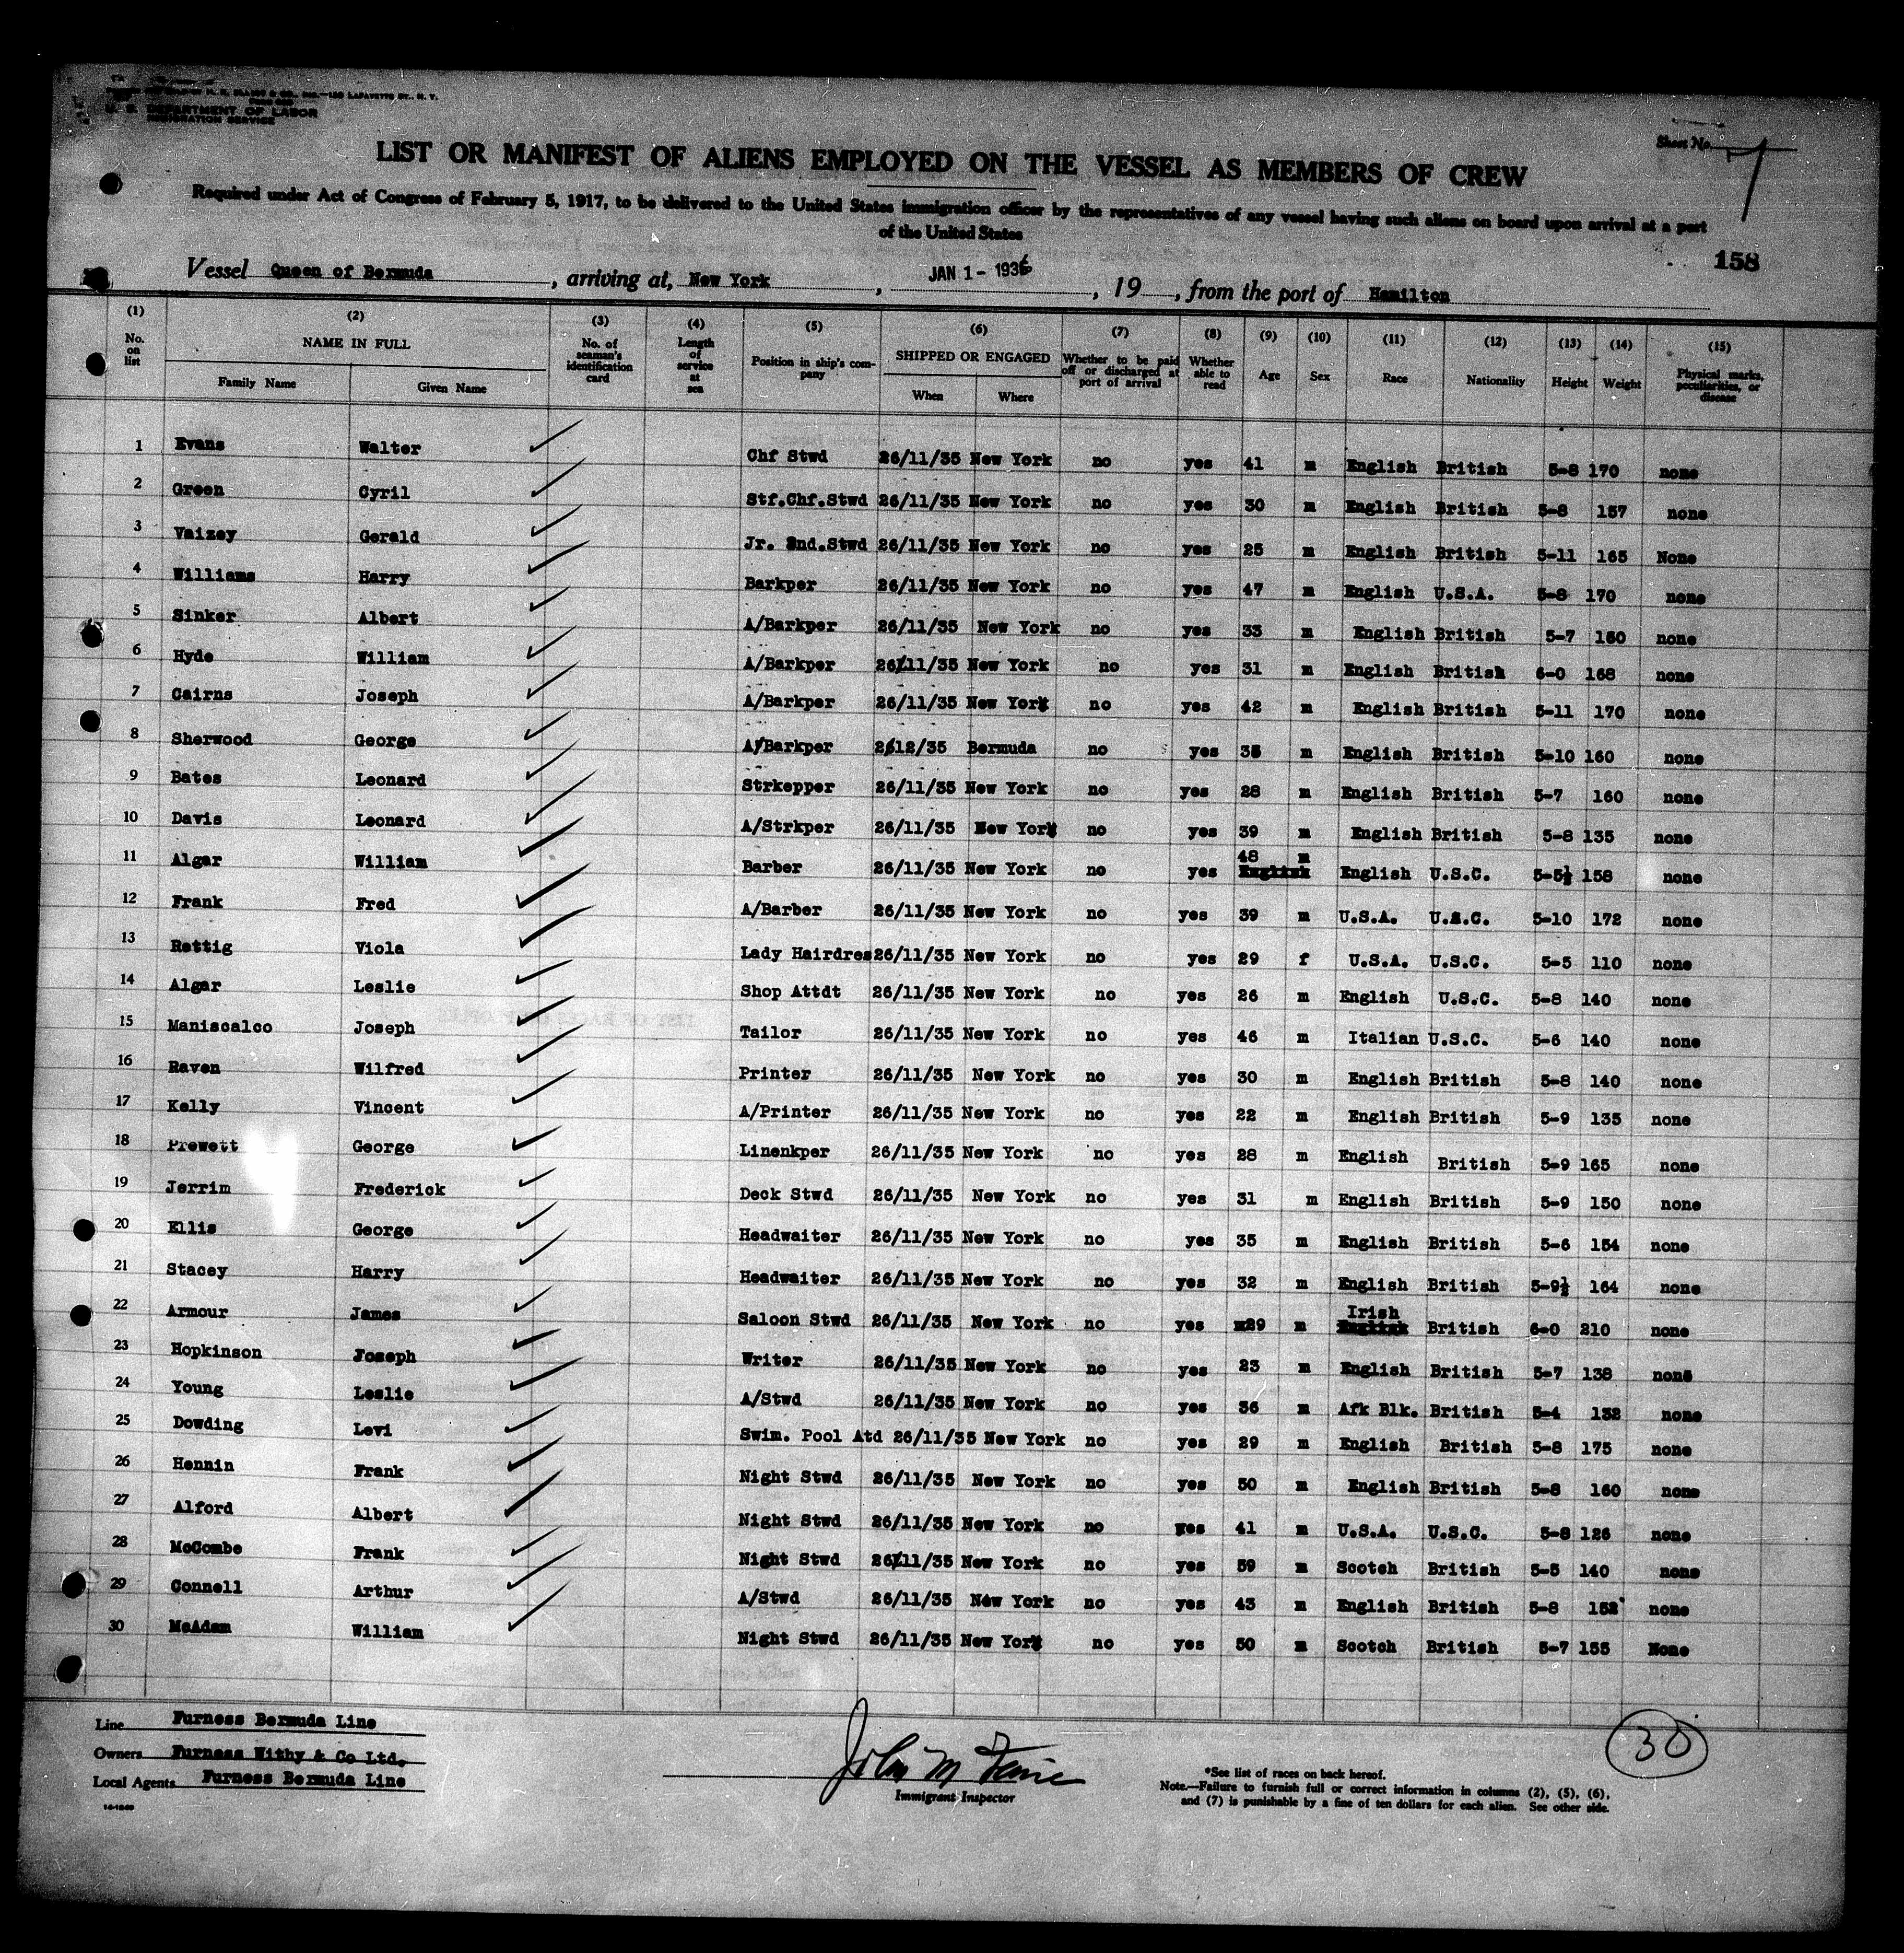 U. S. DEPARTMENT OF LABOR
IMMIGRATION SERVICE
Sheet No. 7
LIST OR MANIFEST OF ALIENS EMPLOYED ON THE VESSEL AS MEMBERS OF CREW
Required under Act of Congress of February 5, 1917, to be delivered to the United States immigration officer by the representatives of any vessel having such aliens on board upon arrival at a port
of the United States
158
Vessel Queen of Bermuda, arriving at, New York, JAN 1 - 1936, 19, from the port of Hamilton
(1) No. on list (2) NAME IN FULL Family Name Given Name (3) No. of seaman's identification card (4) Length of service at sea (5) Position in ship's company (6) SHIPPED OR ENGAGED When Where (7) Whether to be paid off or discharged at port of arrival (8) Whether able to read (9) Age (10) Sex (11) Race (12) Nationality (13) Height (14) Weight (15) Physical marks, peculiarities, or disease
1 Evans Walter Chf Stwd 26/11/35 New York no yes 41 m English British 5-8 170 none
2 Green Cyril Stf.Chf.Stwd 26/11/35 New York no yes 30 m English British 5-8 157 none
3 Vaizey Gerald Jr. 2nd.Stwd 26/11/35 New York no yes 25 m English British 5-11 165 None
4 Williams Harry Barkper 26/11/35 New York no yes 47 m English U.S.A. 5-8 170 none
5 Sinker Albert A/Barkper 26/11/35 New York no yes 33 m English British 5-7 160 none
6 Hyde William A/Barkper 26/11/35 New York no yes 31 m English British 6-0 168 none
7 Cairns Joseph A/Barkper 26/11/35 New York no yes 42 m English British 5-11 170 none
8 Sherwood George A/Barkper 2/12/35 Bermuda no yes 35 m English British 5-10 160 none
9 Bates Leonard Strkepper 26/11/35 New York no yes 28 m English British 5-7 160 none
10 Davis Leonard A/Strkper 26/11/35 New York no yes 39 m English British 5-8 135 none
11 Algar William Barber 26/11/35 New York no yes 48 m English U.S.C. 5-5½ 158 none
12 Frank Fred A/Barber 26/11/35 New York no yes 39 m U.S.A. U.S.C. 5-10 172 none
13 Rettig Viola Lady Hairdres 26/11/35 New York no yes 29 f U.S.A. U.S.C. 5-5 110 none
14 Algar Leslie Shop Attdt 26/11/35 New York no yes 26 m English U.S.C. 5-8 140 none
15 Maniscalco Joseph Tailor 26/11/35 New York no yes 46 m Italian U.S.C. 5-6 140 none
16 Raven Wilfred Printer 26/11/35 New York no yes 30 m English British 5-8 140 none
17 Kelly Vincent A/Printer 26/11/35 New York no yes 22 m English British 5-9 135 none
18 Prewett George Linenkper 26/11/35 New York no yes 28 m English British 5-9 165 none
19 Jerrim Frederick Deck Stwd 26/11/35 New York no yes 31 m English British 5-9 150 none
20 Ellis George Headwaiter 26/11/35 New York no yes 35 m English British 5-6 154 none
21 Stacey Harry Headwaiter 26/11/35 New York no yes 32 m English British 5-9½ 164 none
22 Armour James Saloon Stwd 26/11/35 New York no yes 29 m Irish British 6-0 210 none
23 Hopkinson Joseph Writer 26/11/35 New York no yes 23 m English British 5-7 138 none
24 Young Leslie A/Stwd 26/11/35 New York no yes 36 m Afk Blk. British 5-4 132 none
25 Dowding Levi Swim. Pool Atd 26/11/35 New York no yes 29 m English British 5-8 175 none
26 Hennin Frank Night Stwd 26/11/35 New York no yes 50 m English British 5-8 160 none
27 Alford Albert Night Stwd 26/11/35 New York no yes 41 m U.S.A. U.S.C. 5-8 126 none
28 McCombe Frank Night Stwd 26/11/35 New York no yes 59 m Scotch British 5-5 140 none
29 Connell Arthur A/Stwd 26/11/35 New York no yes 43 m English British 5-8 152 none
30 McAdam William Night Stwd 26/11/35 New York no yes 50 m Scotch British 5-7 155 None
Line Furness Bermuda Line
Owners Furness Withy & Co Ltd.
Local Agents Furness Bermuda Line
John M
Immigrant Inspector
30
*See list of races on back hereof.
Note.—Failure to furnish full or correct information in columns (2), (5), (6),
and (7) is punishable by a fine of ten dollars for each alien. See other side.